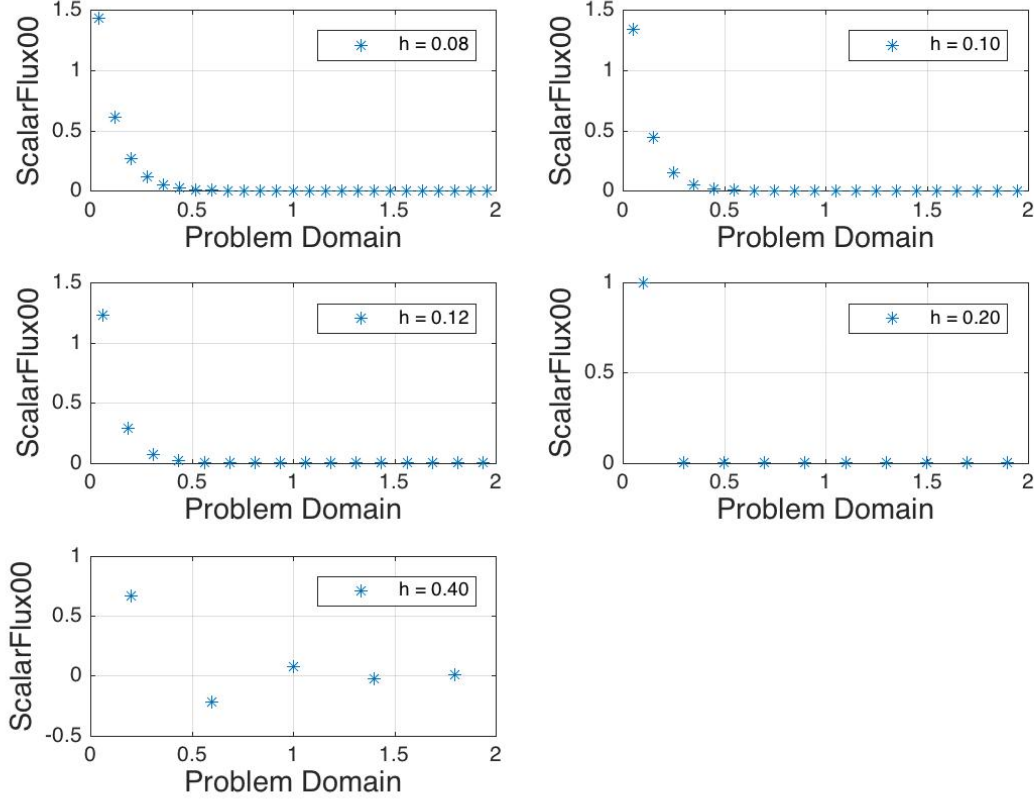 ScalarFlux00
1.5
1
0.5
0
h = 0.08
0 0.5 1 1.5 2
Problem Domain
ScalarFlux00
1.5
1
0.5
0
h = 0.10
0 0.5 1 1.5 2
Problem Domain
ScalarFlux00
1.5
1
0.5
0
h = 0.12
0 0.5 1 1.5 2
Problem Domain
ScalarFlux00
1
0.5
0
h = 0.20
0 0.5 1 1.5 2
Problem Domain
ScalarFlux00
1
0.5
0
-0.5
h = 0.40
0 0.5 1 1.5 2
Problem Domain